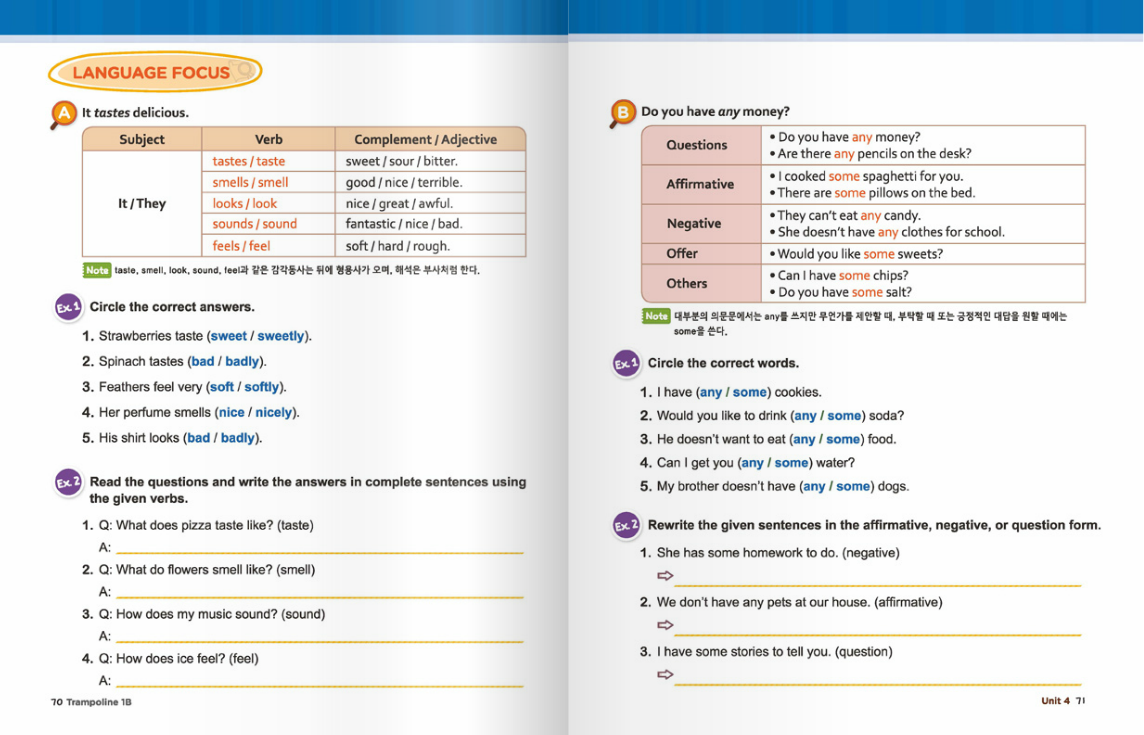 LANGUAGE FOCUS
A It tastes delicious.
Subject Verb Complement / Adjective
It / They
tastes / taste sweet / sour / bitter.
smells / smell good / nice / terrible.
looks / look nice / great / awful.
sounds / sound fantastic / nice / bad.
feels / feel soft / hard / rough.
Note taste, smell, look, sound, feel과 같은 감각동사는 뒤에 형용사가 오며, 해석은 부사처럼 한다.
Ex.1 Circle the correct answers.
1. Strawberries taste (sweet / sweetly).
2. Spinach tastes (bad / badly).
3. Feathers feel very (soft / softly).
4. Her perfume smells (nice / nicely).
5. His shirt looks (bad / badly).
Ex.2 Read the questions and write the answers in complete sentences using
the given verbs.
1. Q: What does pizza taste like? (taste)
A:
2. Q: What do flowers smell like? (smell)
A:
3. Q: How does my music sound? (sound)
A:
4. Q: How does ice feel? (feel)
A:
70 Trampoline 1B
B Do you have any money?
Questions
• Do you have any money?
• Are there any pencils on the desk?
Affirmative
• I cooked some spaghetti for you.
• There are some pillows on the bed.
Negative
• They can't eat any candy.
• She doesn't have any clothes for school.
Offer • Would you like some sweets?
Others
• Can I have some chips?
• Do you have some salt?
Note 대부분의 의문문에서는 any를 쓰지만 무언가를 제안할 때, 부탁할 때 또는 긍정적인 대답을 원할 때에는
some을 쓴다.
Ex.1 Circle the correct words.
1. I have (any / some) cookies.
2. Would you like to drink (any / some) soda?
3. He doesn't want to eat (any / some) food.
4. Can I get you (any / some) water?
5. My brother doesn't have (any / some) dogs.
Ex.2 Rewrite the given sentences in the affirmative, negative, or question form.
1. She has some homework to do. (negative)
⇨
2. We don't have any pets at our house. (affirmative)
⇨
3. I have some stories to tell you. (question)
⇨
Unit 4 71